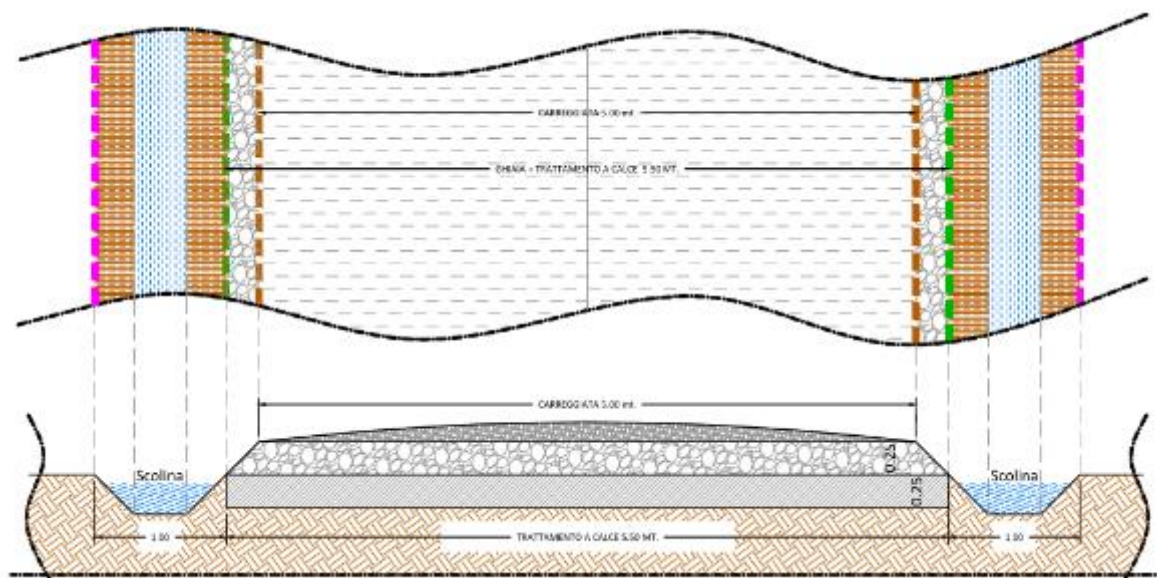 CARREGGIATA 5.00 mt.
GHIAIA - TRATTAMENTO A CALCE 5.50 MT.
CARREGGIATA 5.00 mt.
0.25
Scolina
Scolina
0.25
1.00
TRATTAMENTO A CALCE 5.50 MT.
1.00